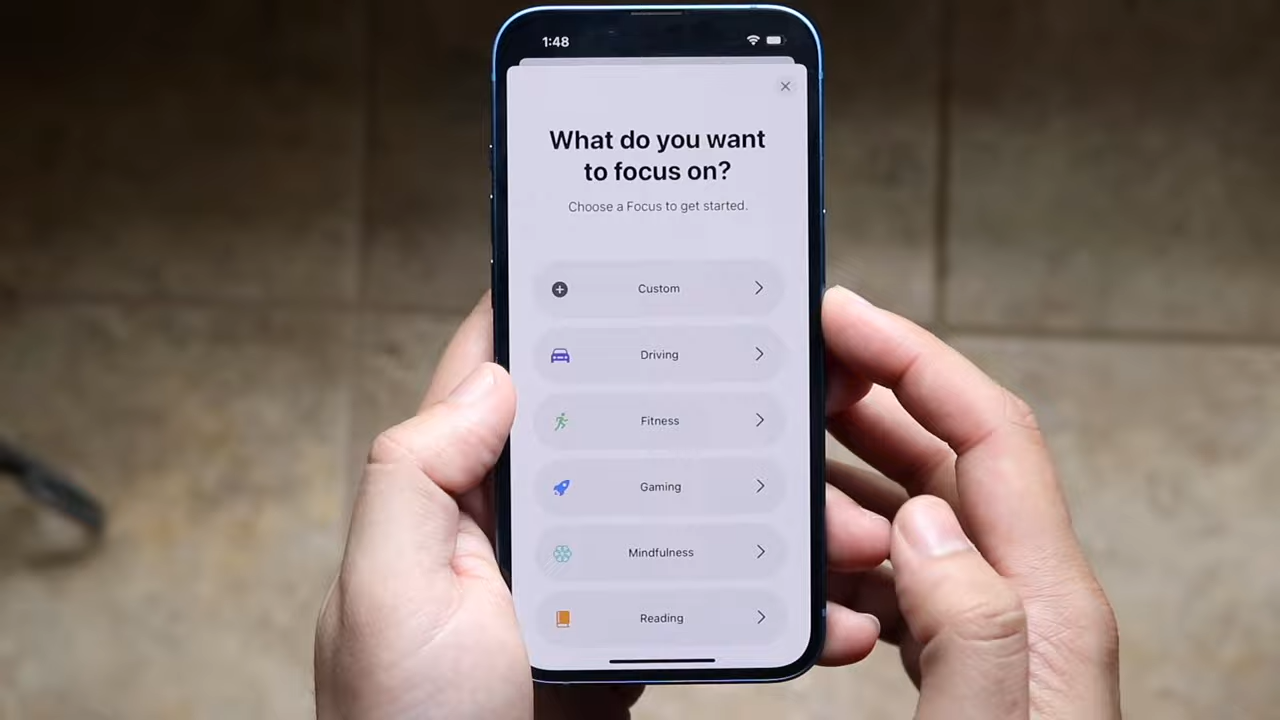 1:48
What do you want
to focus on?
Choose a Focus to get started.
Custom
Driving
Fitness
Gaming
Mindfulness
Reading